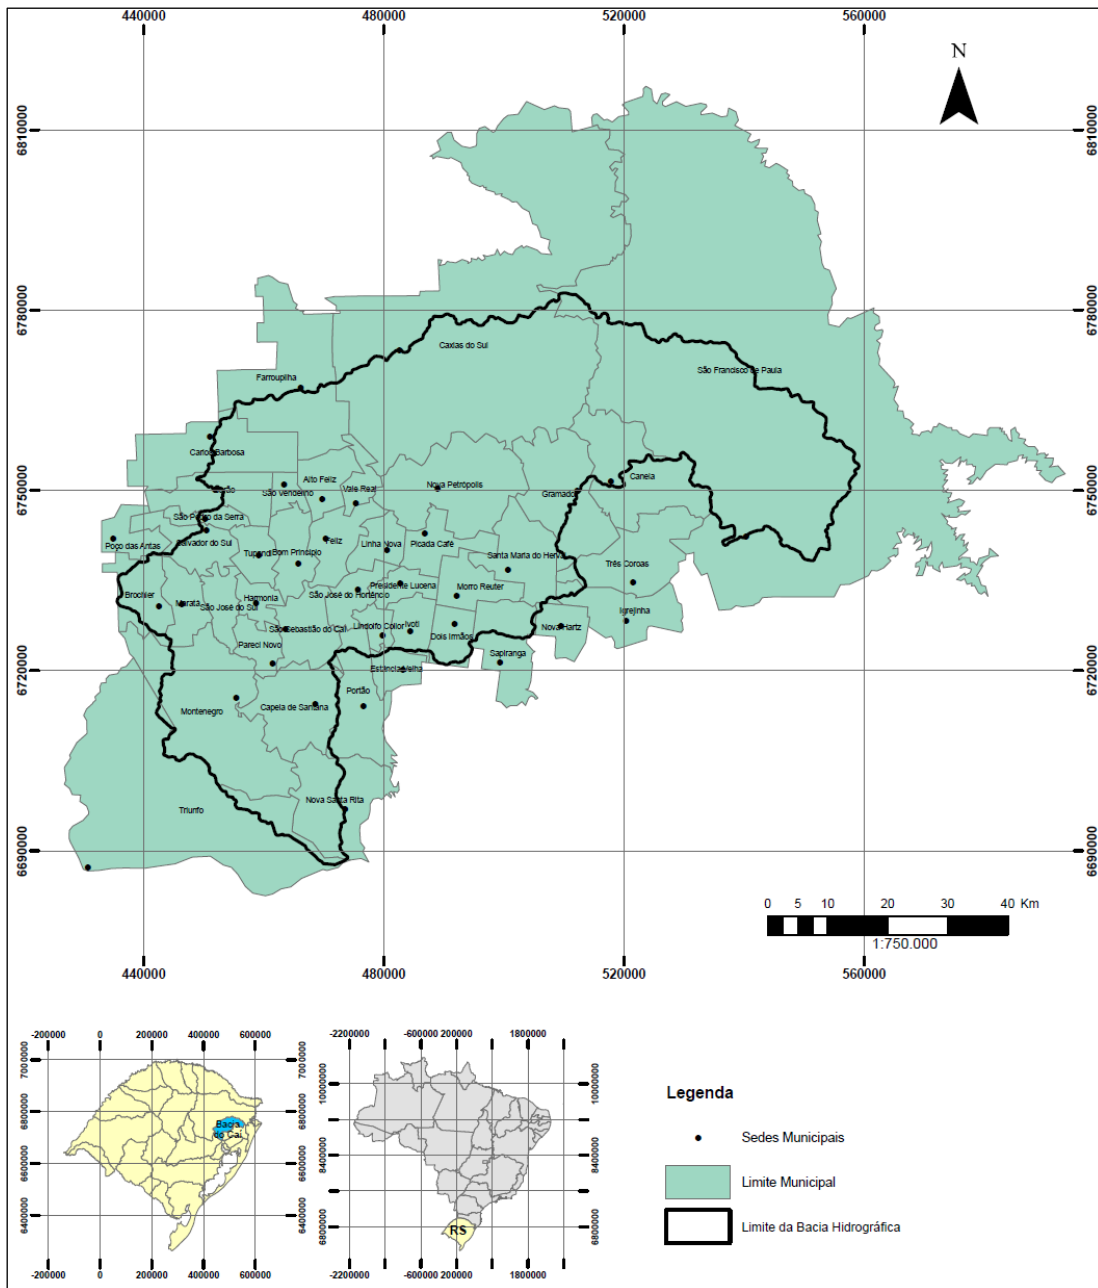 440000
480000
520000
560000
N
6810000
6810000
6780000
6780000
Caxias do Sul
São Francisco de Paula
Farroupilha
Carlos Barbosa
6750000
6750000
Alto Feliz
São Vendelino
Vale Real
Nova Petrópolis
Gramado
Canela
São Pedro da Serra
Salvador do Sul
Poço das Antas
Tupandi
Bom Princípio
Feliz
Linha Nova
Picada Café
Santa Maria do Herval
Três Coroas
Brochier
Maratá
São José do Sul
Harmonia
São José do Hortêncio
Presidente Lucena
Morro Reuter
Igrejinha
São Sebastião do Caí
Lindolfo Collor
Ivoti
Dois Irmãos
Nova Hartz
Pareci Novo
Sapiranga
6720000
6720000
Estância Velha
Portão
Montenegro
Capela de Santana
Triunfo
Nova Santa Rita
6690000
6690000
0 5 10 20 30 40 Km
1:750.000
440000
480000
520000
560000
-200000 0 200000 400000 600000
7000000
7000000
6800000
6800000
Bacia
do Caí
6600000
6600000
6400000
6400000
-200000 0 200000 400000 600000
-2200000 -600000 200000 1800000
10000000
10000000
8400000
8400000
6800000
6800000
RS
-2200000 -600000 200000 1800000
Legenda
Sedes Municipais
Limite Municipal
Limite da Bacia Hidrográfica